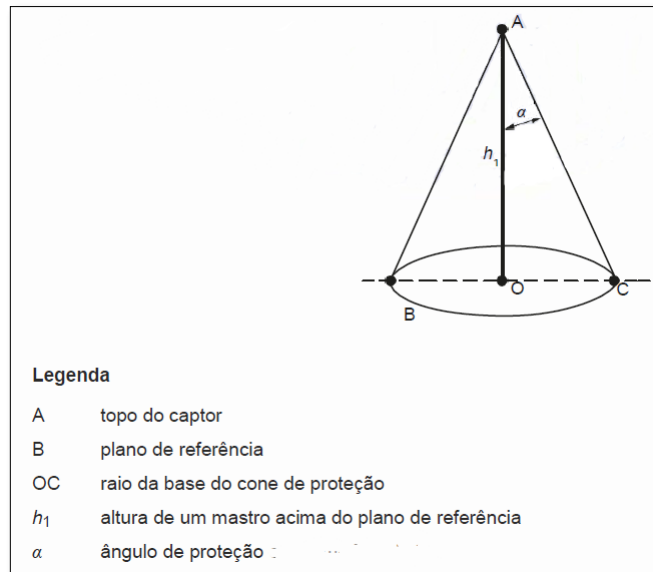 A
α
h1
O
C
B
Legenda
A topo do captor
B plano de referência
OC raio da base do cone de proteção
h1 altura de um mastro acima do plano de referência
α ângulo de proteção